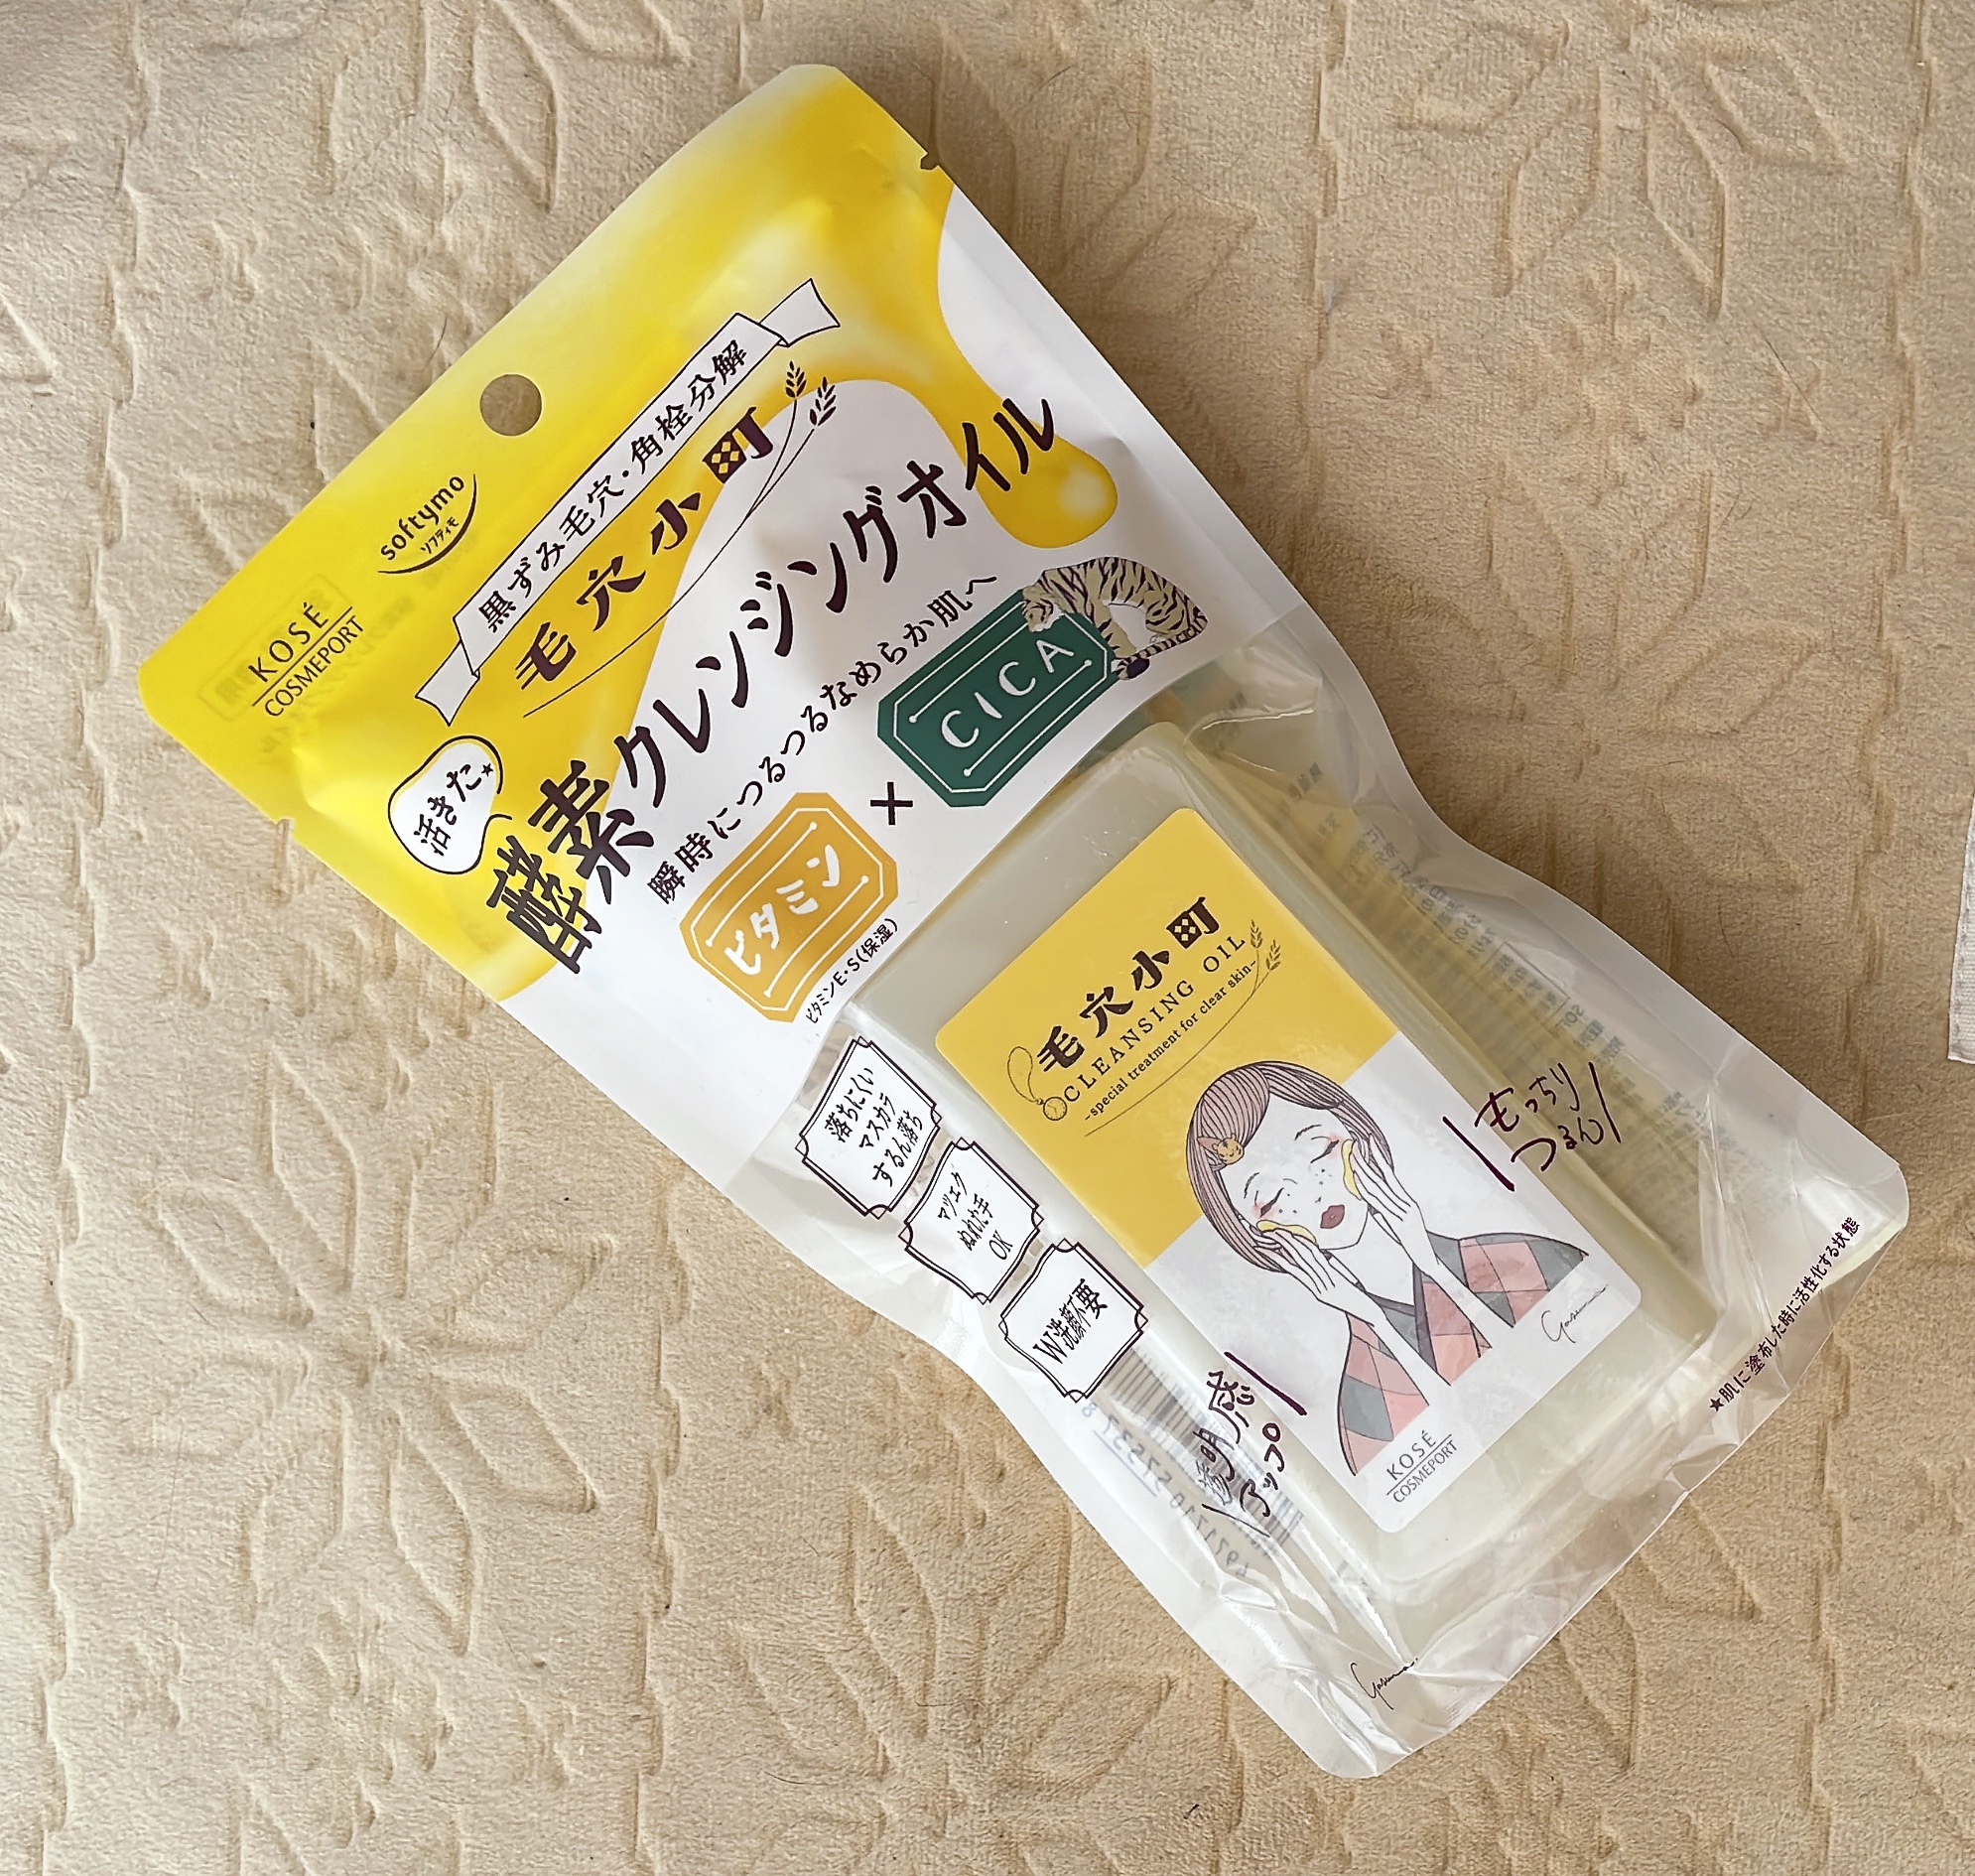 KOSÉ
COSMEPORT
softymo
ソフティモ
黒ずみ毛穴・角栓分解
毛穴小町
活きた★
酵素クレンジングオイル
瞬時につるつるなめらか肌へ
ビタミン
×
CICA
ビタミンE・S(保湿)
落ちにくい
マスカラ
するん落ち
マツエク
ぬれた手
OK
W洗顔不要
毛穴小町
CLEANSING OIL
-special treatment for clear skin-
もっちり
つるん
透明感
アップ
KOSÉ
COSMEPORT
★肌に塗布した時に活性化する状態